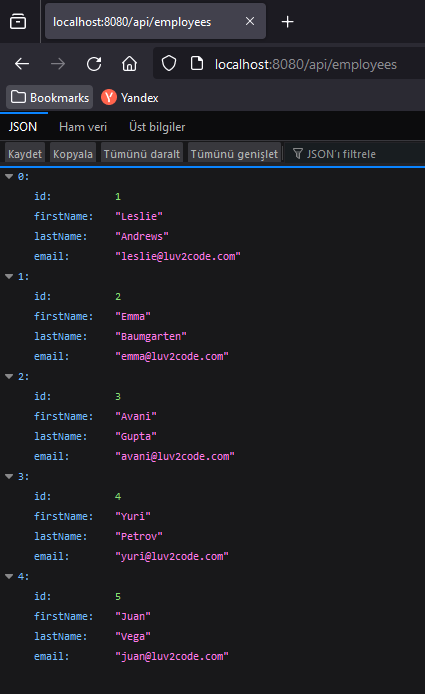 localhost:8080/api/employees
localhost:8080/api/employees
Bookmarks Yandex
JSON Ham veri Üst bilgiler
Kaydet Kopyala Tümünü daralt Tümünü genişlet JSON'ı filtrele
0:
id: 1
firstName: "Leslie"
lastName: "Andrews"
email: "leslie@luv2code.com"
1:
id: 2
firstName: "Emma"
lastName: "Baumgarten"
email: "emma@luv2code.com"
2:
id: 3
firstName: "Avani"
lastName: "Gupta"
email: "avani@luv2code.com"
3:
id: 4
firstName: "Yuri"
lastName: "Petrov"
email: "yuri@luv2code.com"
4:
id: 5
firstName: "Juan"
lastName: "Vega"
email: "juan@luv2code.com"